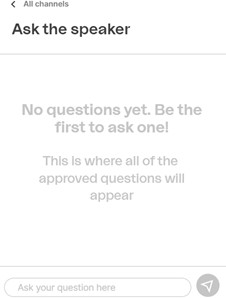 All channels
Ask the speaker
No questions yet. Be the
first to ask one!
This is where all of the
approved questions will
appear
Ask your question here